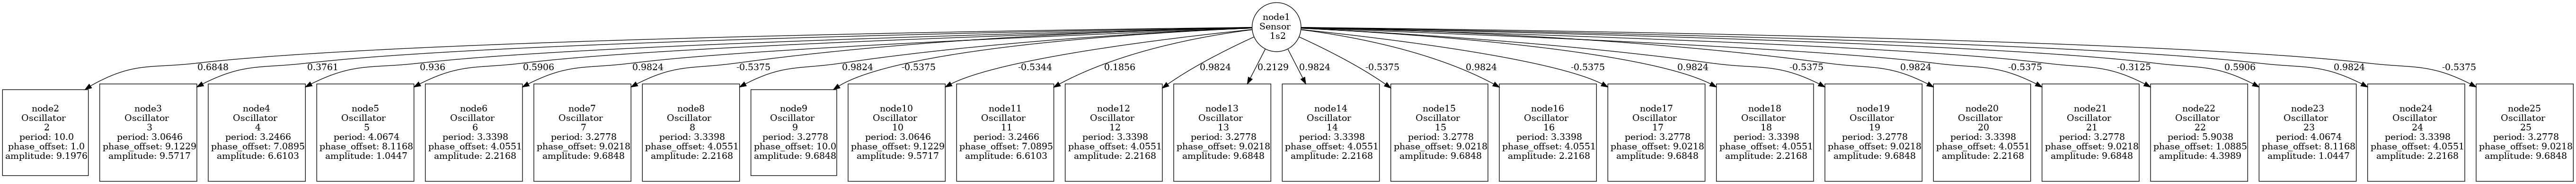 node1
Sensor
1s2
0.6848
0.3761
0.936
0.5906
0.9824
-0.5375
0.9824
-0.5375
-0.5344
0.1856
0.9824
0.2129
0.9824
-0.5375
0.9824
-0.5375
0.9824
-0.5375
0.9824
-0.5375
-0.3125
0.5906
0.9824
-0.5375
node2
Oscillator
2
period: 10.0
phase_offset: 1.0
amplitude: 9.1976
node3
Oscillator
3
period: 3.0646
phase_offset: 9.1229
amplitude: 9.5717
node4
Oscillator
4
period: 3.2466
phase_offset: 7.0895
amplitude: 6.6103
node5
Oscillator
5
period: 4.0674
phase_offset: 8.1168
amplitude: 1.0447
node6
Oscillator
6
period: 3.3398
phase_offset: 4.0551
amplitude: 2.2168
node7
Oscillator
7
period: 3.2778
phase_offset: 9.0218
amplitude: 9.6848
node8
Oscillator
8
period: 3.3398
phase_offset: 4.0551
amplitude: 2.2168
node9
Oscillator
9
period: 3.2778
phase_offset: 10.0
amplitude: 9.6848
node10
Oscillator
10
period: 3.0646
phase_offset: 9.1229
amplitude: 9.5717
node11
Oscillator
11
period: 3.2466
phase_offset: 7.0895
amplitude: 6.6103
node12
Oscillator
12
period: 3.3398
phase_offset: 4.0551
amplitude: 2.2168
node13
Oscillator
13
period: 3.2778
phase_offset: 9.0218
amplitude: 9.6848
node14
Oscillator
14
period: 3.3398
phase_offset: 4.0551
amplitude: 2.2168
node15
Oscillator
15
period: 3.2778
phase_offset: 9.0218
amplitude: 9.6848
node16
Oscillator
16
period: 3.3398
phase_offset: 4.0551
amplitude: 2.2168
node17
Oscillator
17
period: 3.2778
phase_offset: 9.0218
amplitude: 9.6848
node18
Oscillator
18
period: 3.3398
phase_offset: 4.0551
amplitude: 2.2168
node19
Oscillator
19
period: 3.2778
phase_offset: 9.0218
amplitude: 9.6848
node20
Oscillator
20
period: 3.3398
phase_offset: 4.0551
amplitude: 2.2168
node21
Oscillator
21
period: 3.2778
phase_offset: 9.0218
amplitude: 9.6848
node22
Oscillator
22
period: 5.9038
phase_offset: 1.0885
amplitude: 4.3989
node23
Oscillator
23
period: 4.0674
phase_offset: 8.1168
amplitude: 1.0447
node24
Oscillator
24
period: 3.3398
phase_offset: 4.0551
amplitude: 2.2168
node25
Oscillator
25
period: 3.2778
phase_offset: 9.0218
amplitude: 9.6848